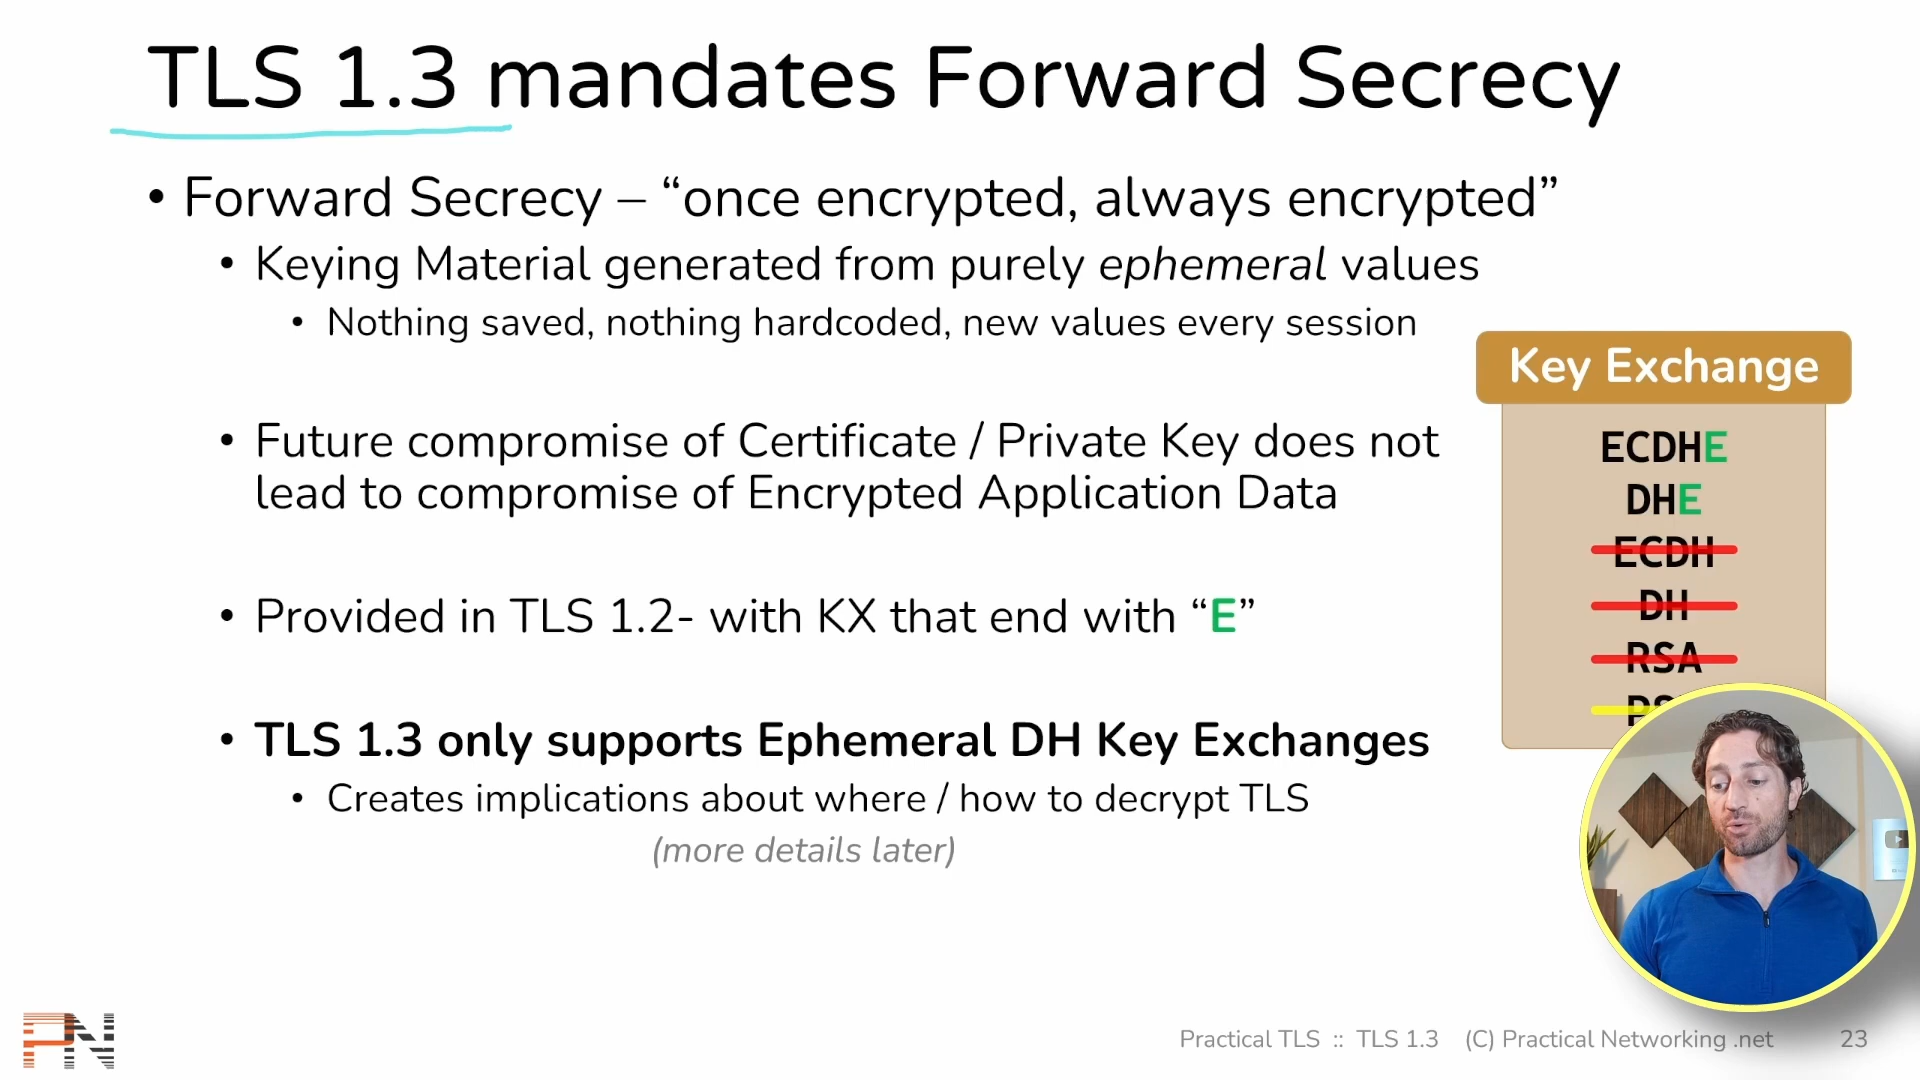 TLS 1.3 mandates Forward Secrecy
• Forward Secrecy – “once encrypted, always encrypted”
• Keying Material generated from purely ephemeral values
• Nothing saved, nothing hardcoded, new values every session
Key Exchange
ECDHE
DHE
ECDH
DH
RSA
• Future compromise of Certificate / Private Key does not
lead to compromise of Encrypted Application Data
• Provided in TLS 1.2- with KX that end with “E”
• TLS 1.3 only supports Ephemeral DH Key Exchanges
• Creates implications about where / how to decrypt TLS
(more details later)
PN
Practical TLS :: TLS 1.3 (C) Practical Networking .net 23